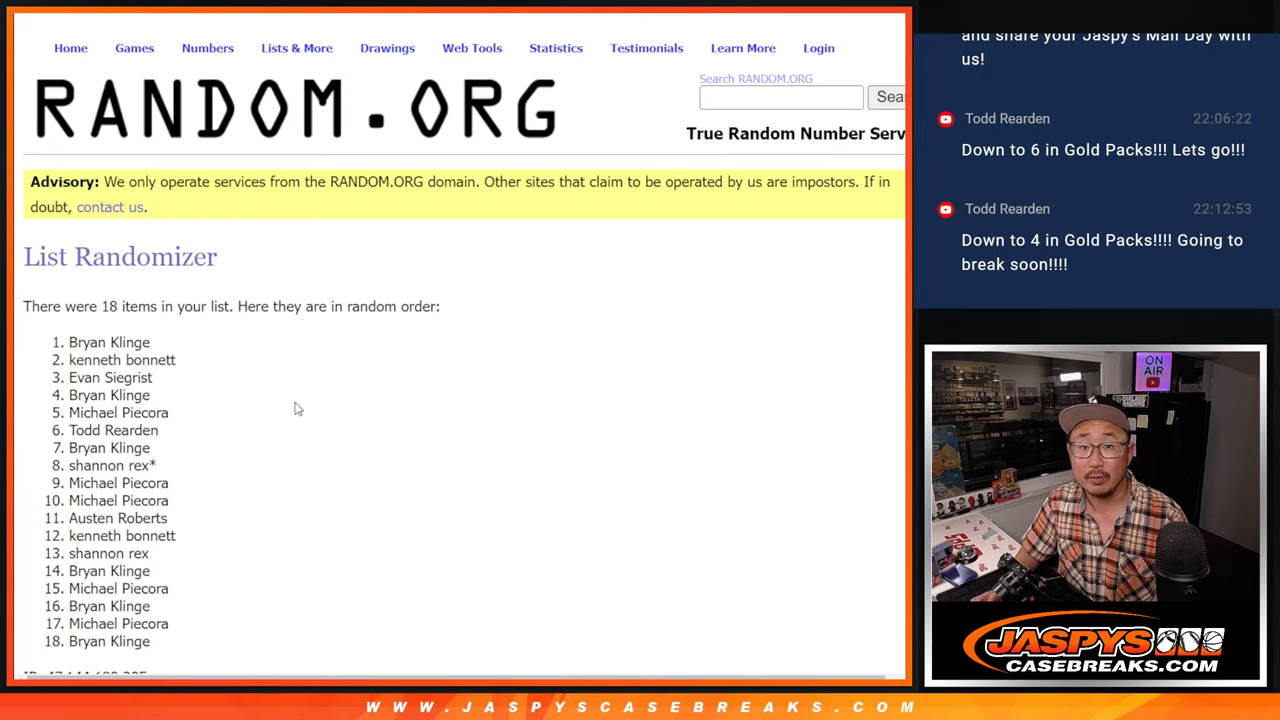 Home Games Numbers Lists & More Drawings Web Tools Statistics Testimonials Learn More Login
RANDOM.ORG
Search RANDOM.ORG
True Random Number Serv
Advisory: We only operate services from the RANDOM.ORG domain. Other sites that claim to be operated by us are impostors. If in
doubt, contact us.
List Randomizer
There were 18 items in your list. Here they are in random order:
1. Bryan Klinge
2. kenneth bonnett
3. Evan Siegrist
4. Bryan Klinge
5. Michael Piecora
6. Todd Rearden
7. Bryan Klinge
8. shannon rex*
9. Michael Piecora
10. Michael Piecora
11. Austen Roberts
12. kenneth bonnett
13. shannon rex
14. Bryan Klinge
15. Michael Piecora
16. Bryan Klinge
17. Michael Piecora
18. Bryan Klinge
and share your Jaspy's Mail Day with
us!
Todd Rearden 22:06:22
Down to 6 in Gold Packs!!! Lets go!!!
Todd Rearden 22:12:53
Down to 4 in Gold Packs!!!! Going to
break soon!!!!
ON
AIR
JASPYS
CASEBREAKS.COM
WWW.JASPYSCASEBREAKS.COM